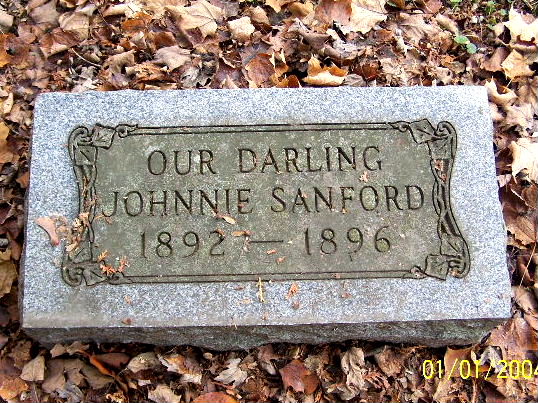 OUR DARLING
JOHNNIE SANFORD
1892 — 1896
01/01/2004